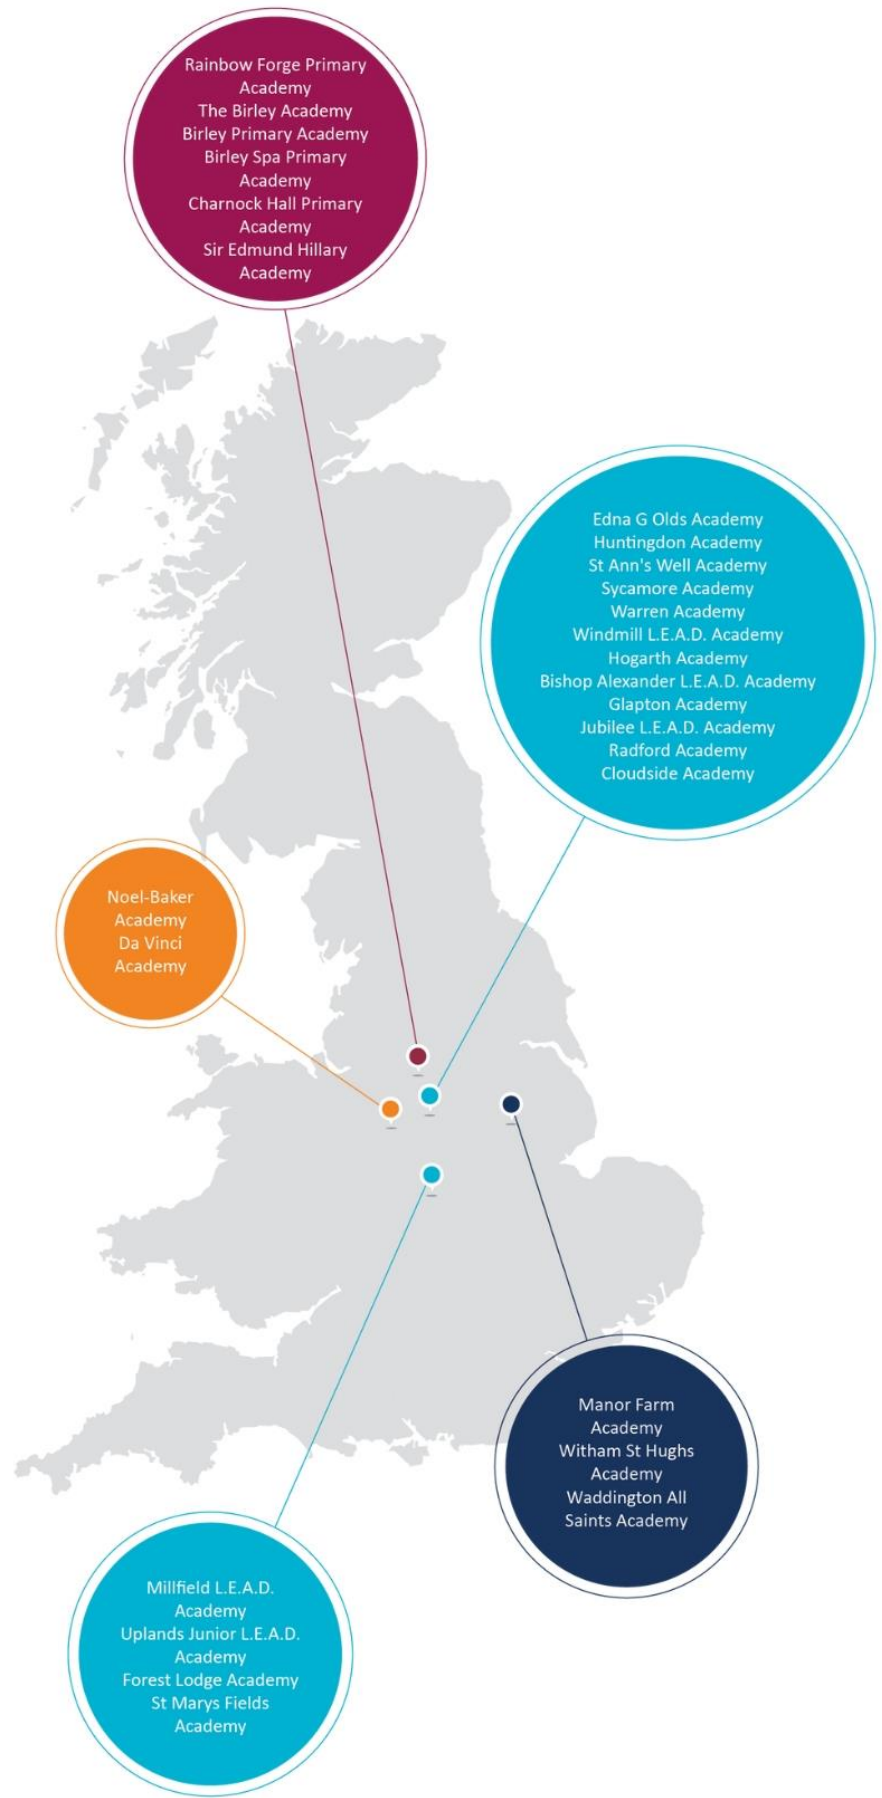 Rainbow Forge Primary
Academy
The Birley Academy
Birley Primary Academy
Birley Spa Primary
Academy
Charnock Hall Primary
Academy
Sir Edmund Hillary
Academy
Edna G Olds Academy
Huntingdon Academy
St Ann's Well Academy
Sycamore Academy
Warren Academy
Windmill L.E.A.D. Academy
Hogarth Academy
Bishop Alexander L.E.A.D. Academy
Glapton Academy
Jubilee L.E.A.D. Academy
Radford Academy
Cloudside Academy
Noel-Baker
Academy
Da Vinci
Academy
Manor Farm
Academy
Witham St Hughs
Academy
Waddington All
Saints Academy
Millfield L.E.A.D.
Academy
Uplands Junior L.E.A.D.
Academy
Forest Lodge Academy
St Marys Fields
Academy